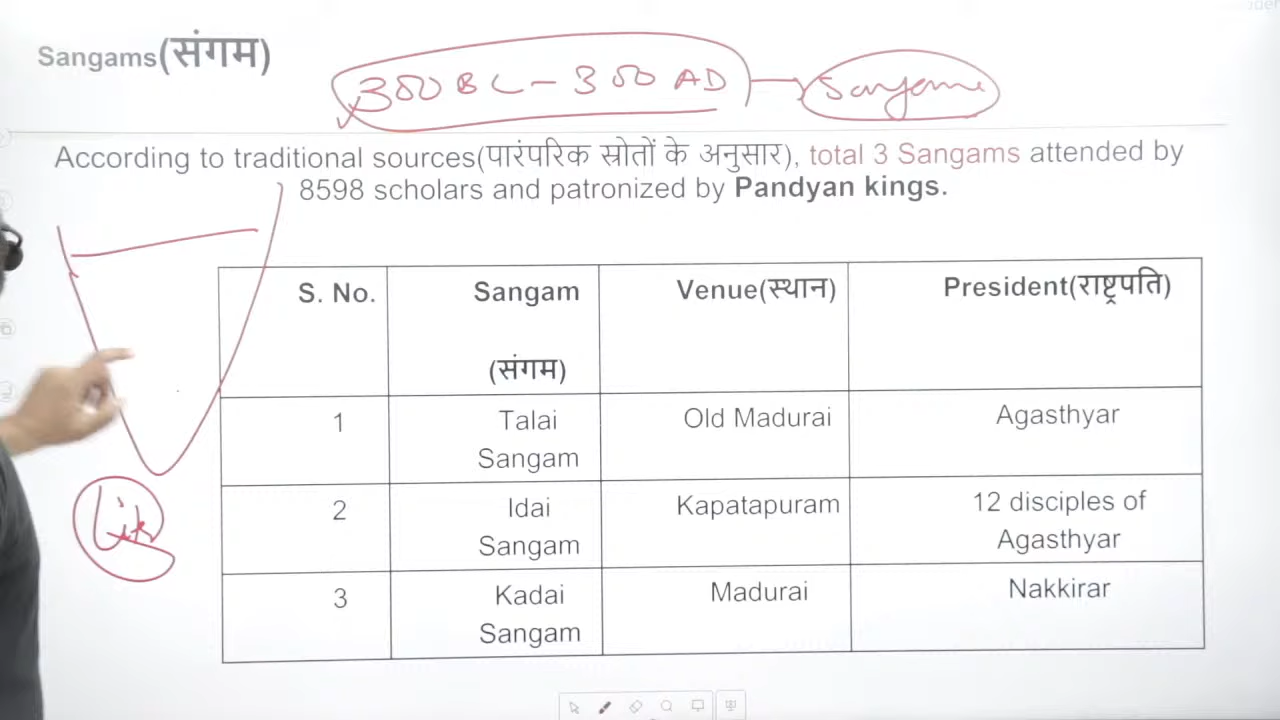 Sangams(संगम)
300 BC - 300 AD Sangams
According to traditional sources(पारंपरिक स्रोतों के अनुसार), total 3 Sangams attended by
8598 scholars and patronized by Pandyan kings.
S. No. Sangam (संगम) Venue(स्थान) President(राष्ट्रपति)
1 Talai Sangam Old Madurai Agasthyar
2 Idai Sangam Kapatapuram 12 disciples of Agasthyar
3 Kadai Sangam Madurai Nakkirar
Lit